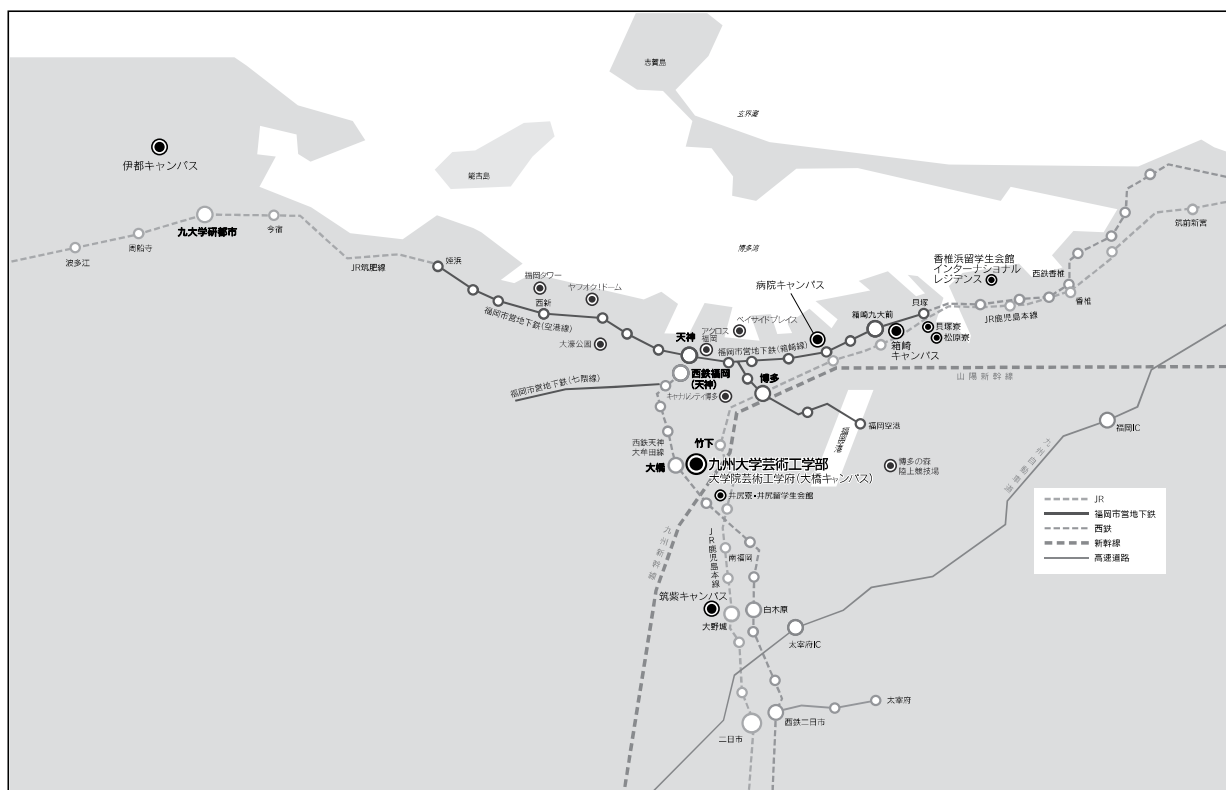 志賀島
玄界灘
伊都キャンパス
能古島
九大学研都市
今宿
周船寺
波多江
JR筑肥線
姪浜
博多湾
筑前新宮
香椎浜留学生会館
インターナショナル
レジデンス
西鉄香椎
香椎
JR鹿児島本線
福岡タワー
ヤフオク!ドーム
病院キャンパス
西新
福岡市営地下鉄(空港線)
大濠公園
ベイサイドプレイス
箱崎九大前
貝塚
貝塚寮
松原寮
箱崎
キャンパス
天神
アクロス
福岡
福岡市営地下鉄(箱崎線)
西鉄福岡
(天神)
博多
山陽新幹線
福岡市営地下鉄(七隈線)
キャナルシティ博多
福岡空港
福岡空港
福岡IC
九州自動車道
西鉄天神
大牟田線
竹下
大橋
九州大学芸術工学部
大学院芸術工学府(大橋キャンパス)
博多の森
陸上競技場
井尻寮・井尻留学生会館
九州新幹線
JR鹿児島本線
南福岡
筑紫キャンパス
大野城
白木原
太宰府IC
太宰府
西鉄二日市
二日市
JR
福岡市営地下鉄
西鉄
新幹線
高速道路